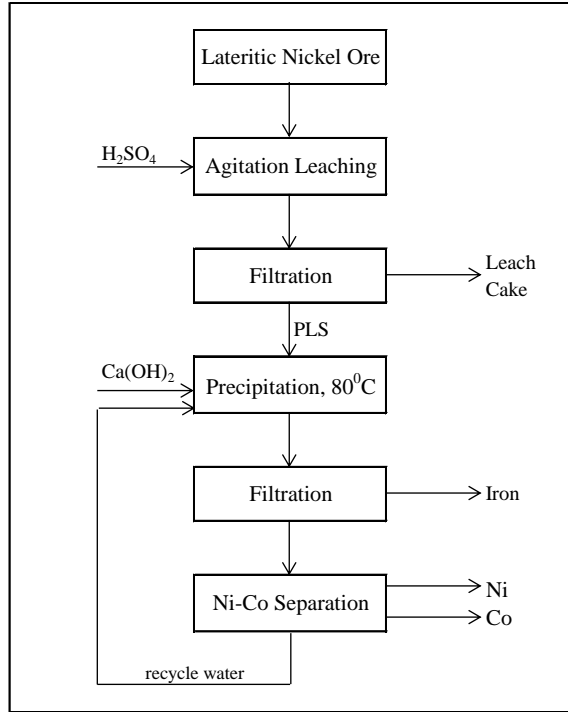 Lateritic Nickel Ore
H₂SO₄
Agitation Leaching
Filtration
Leach
Cake
PLS
Ca(OH)₂
Precipitation, 80⁰C
Filtration
Iron
Ni-Co Separation
Ni
Co
recycle water